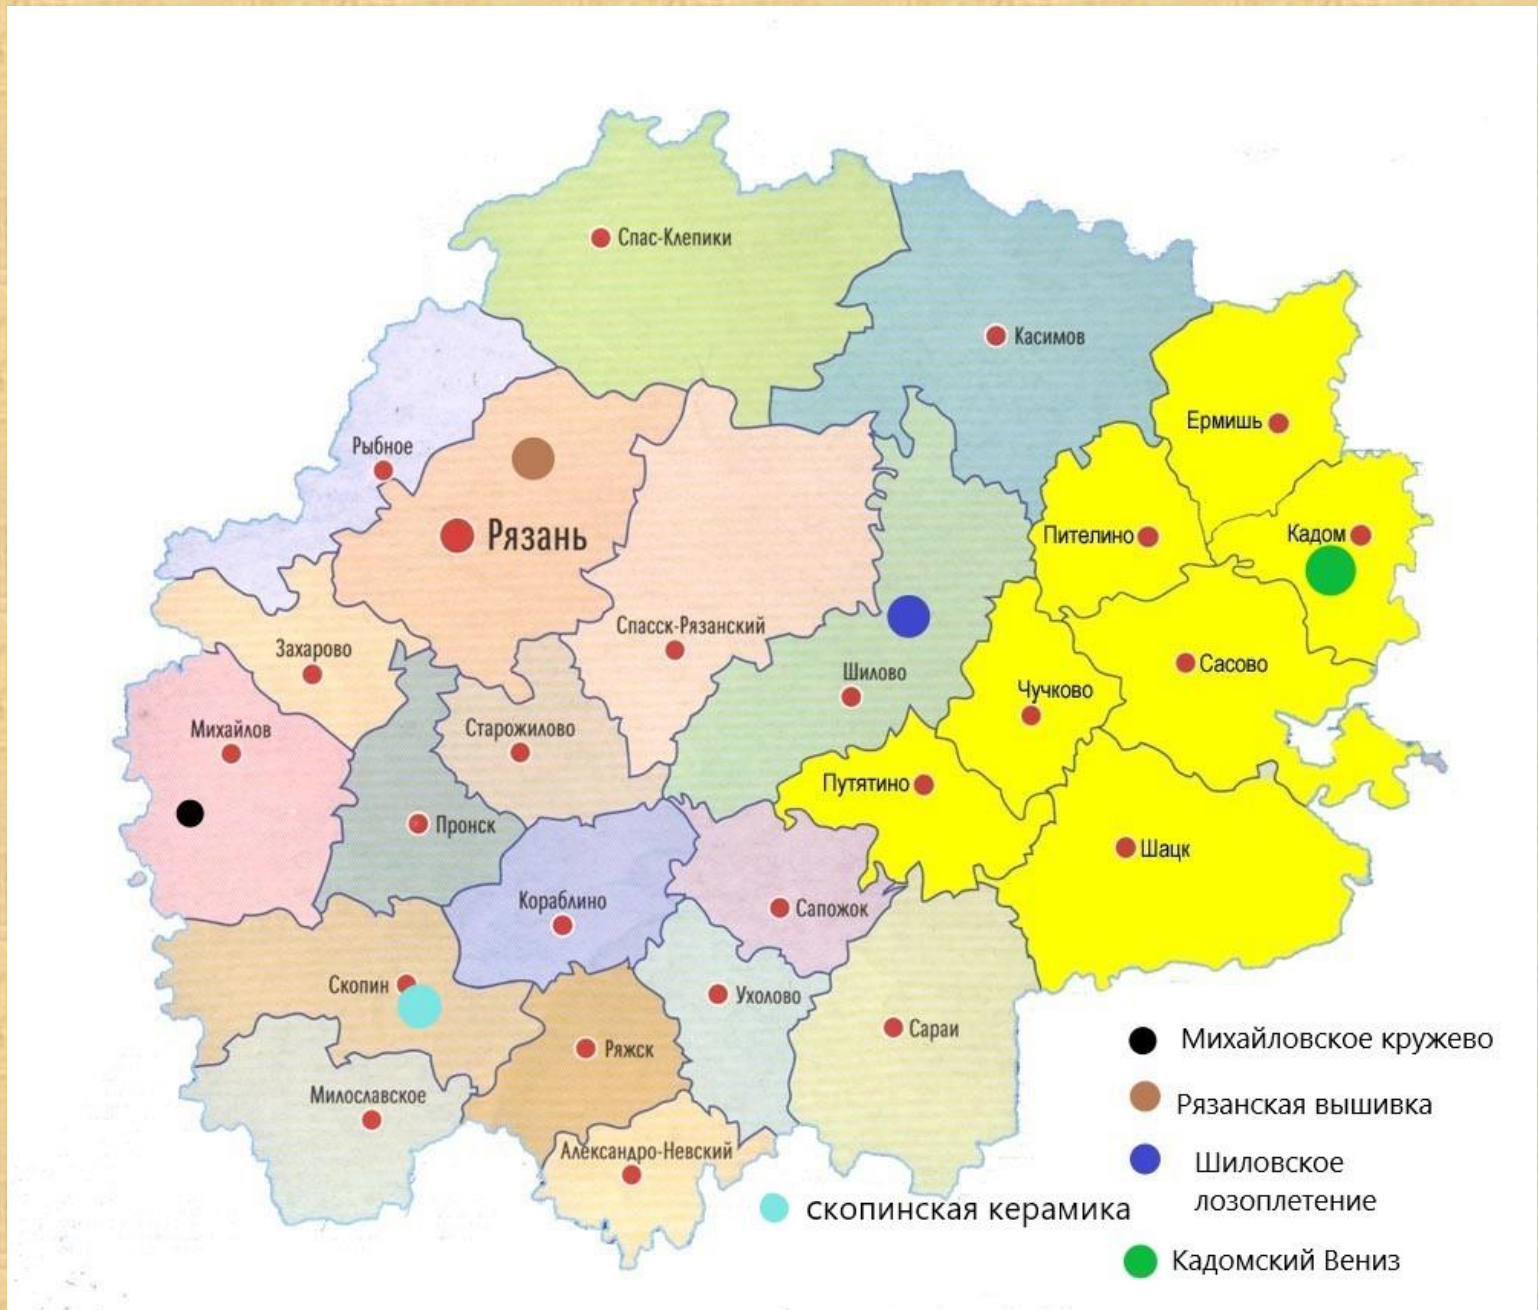 Спас-Клепики
Касимов
Ермишь
Рыбное
Рязань
Пителино
Кадом
Спасск-Рязанский
Захарово
Шилово
Сасово
Чучково
Михайлов
Старожилово
Путятино
Пронск
Шацк
Кораблино
Сапожок
Скопин
Ухолово
Сараи
Ряжск
Милославское
Александро-Невский
скопинская керамика
Михайловское кружево
Рязанская вышивка
Шиловское
лозоплетение
Кадомский Вениз